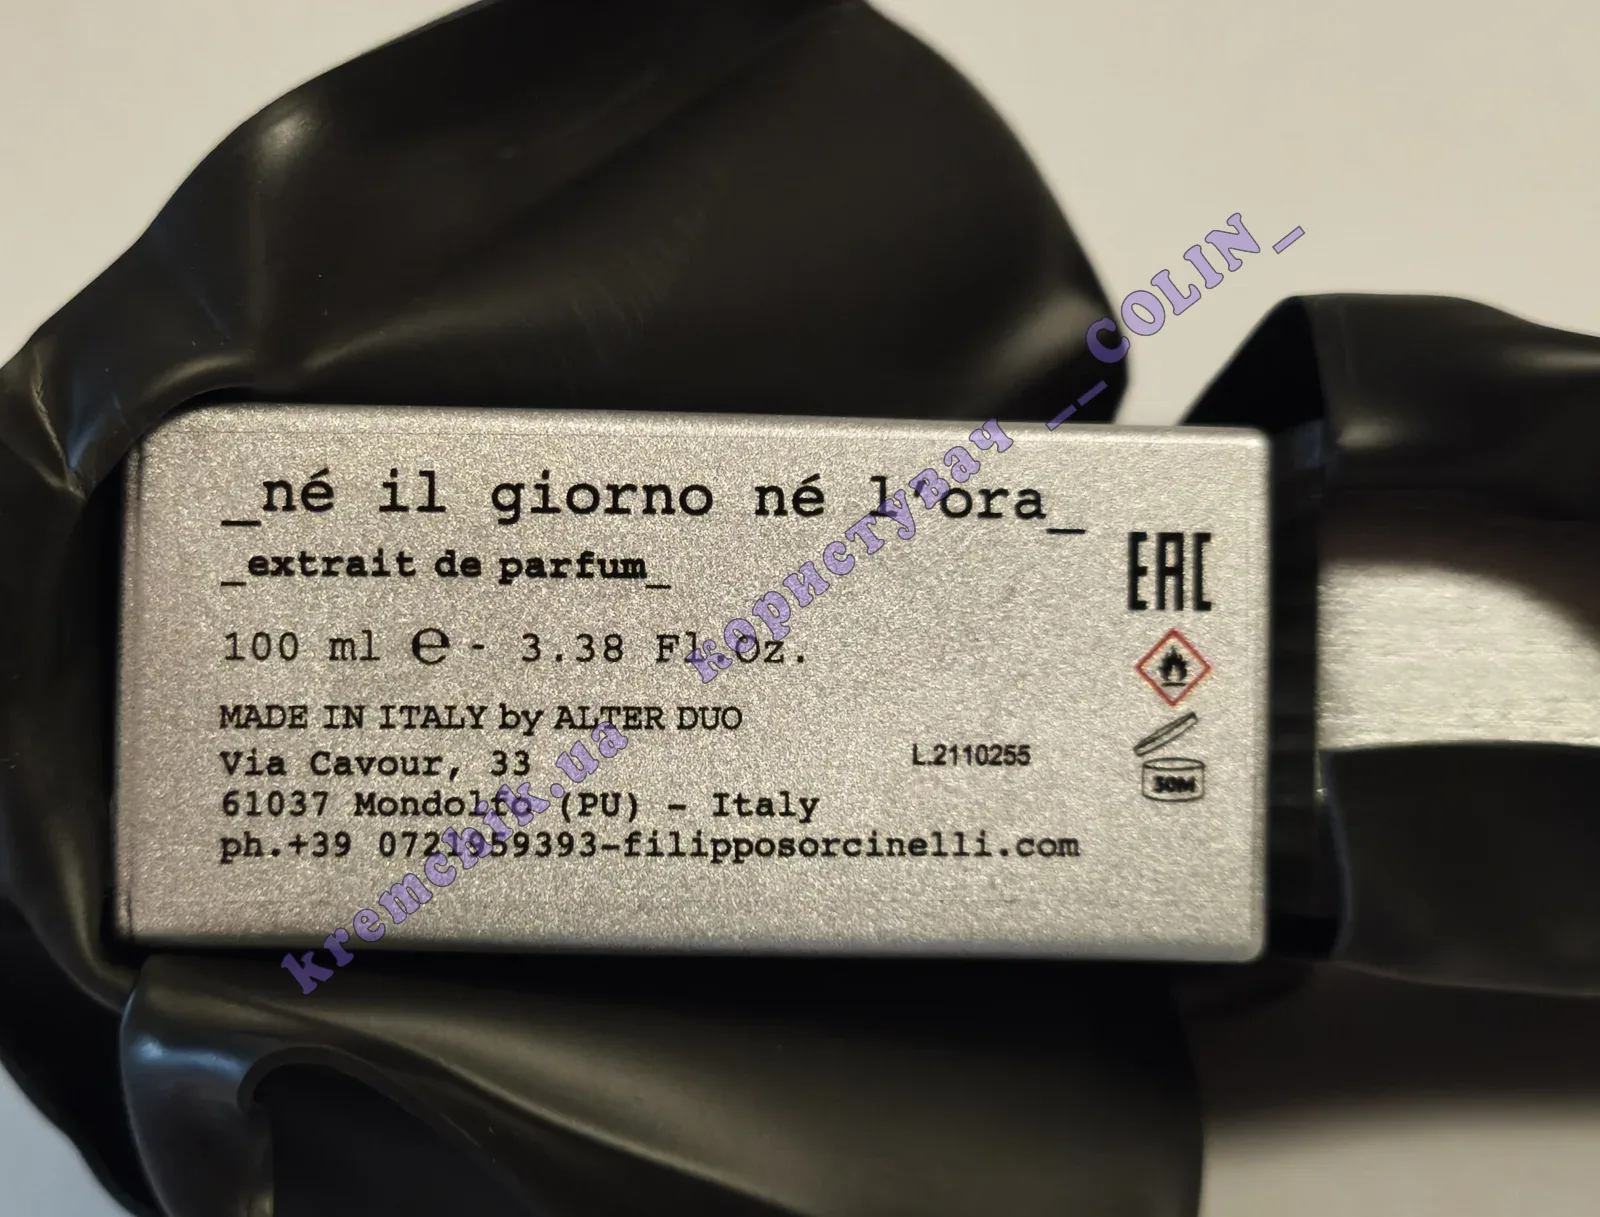 _né il giorno né l'ora_
_extrait de parfum_
100 ml ℮ - 3.38 Fl.Oz.
MADE IN ITALY by ALTER DUO
Via Cavour, 33
61037 Mondolfo (PU) - Italy
ph.+39 0721959393-filipposorcinelli.com
L.2110255
EAC
30M
kremchik.ua користувач __COLIN_